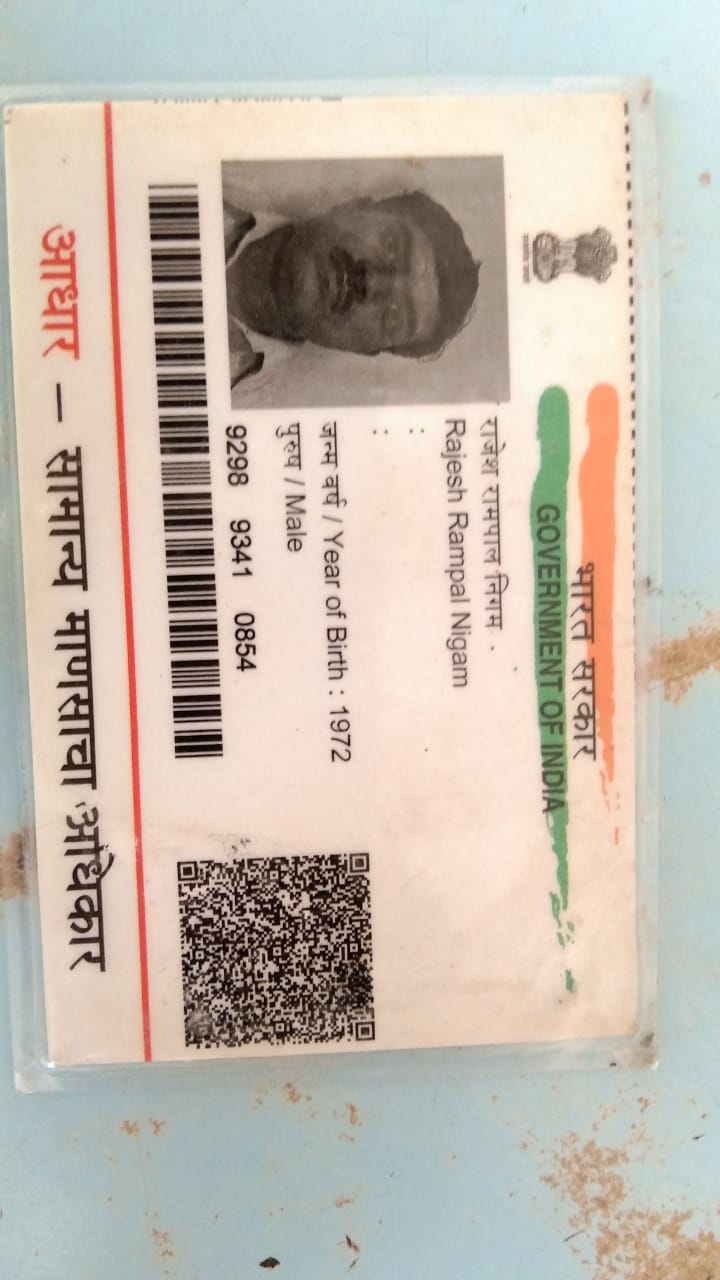 भारत सरकार
GOVERNMENT OF INDIA
राजेश रामपाल निगम
Rajesh Rampal Nigam
:
:
जन्म वर्ष / Year of Birth : 1972
पुरुष / Male
9298 9341 0854
आधार – सामान्य माणसाचा अधिकार